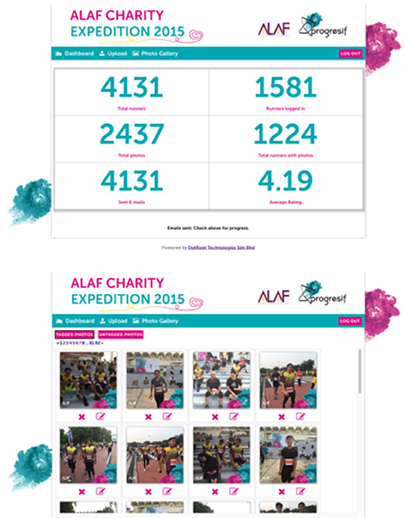 ALAF CHARITY
EXPEDITION 2015
ALAF
progresif
Dashboard Upload Photo Gallery LOG OUT
4131 1581
Total runners Runners logged in
2437 1224
Total photos Total runners with photos
4131 4.19
Sent E-mails Average Rating
Emails sent. Check above for progress.
Powered by DotRoot Technologies Sdn Bhd
ALAF CHARITY
EXPEDITION 2015
ALAF
progresif
Dashboard Upload Photo Gallery LOG OUT
TAGGED PHOTOS UNTAGGED PHOTOS